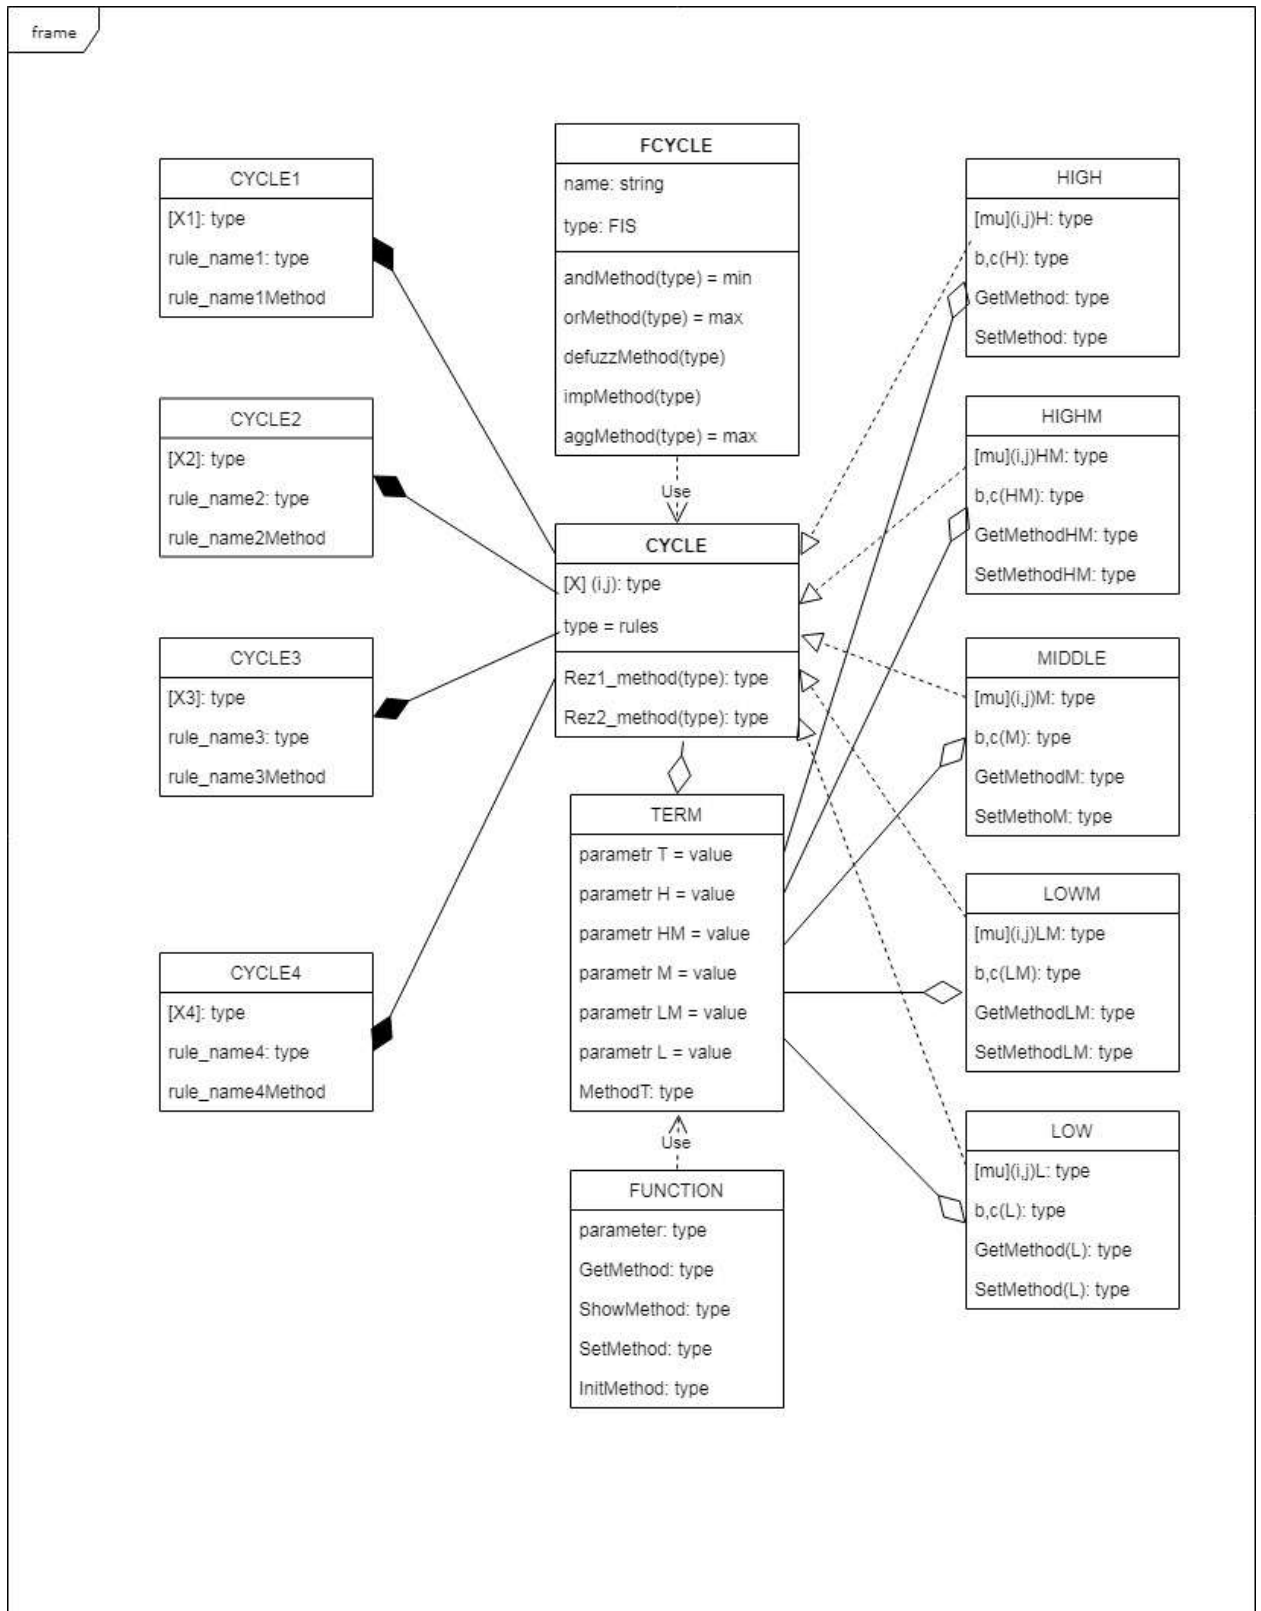 frame
FCYCLE
name: string
type: FIS
andMethod(type) = min
orMethod(type) = max
defuzzMethod(type)
impMethod(type)
aggMethod(type) = max
CYCLE1
[X1]: type
rule_name1: type
rule_name1Method
CYCLE2
[X2]: type
rule_name2: type
rule_name2Method
CYCLE3
[X3]: type
rule_name3: type
rule_name3Method
CYCLE4
[X4]: type
rule_name4: type
rule_name4Method
Use
CYCLE
[X] (i,j): type
type = rules
Rez1_method(type): type
Rez2_method(type): type
TERM
parametr T = value
parametr H = value
parametr HM = value
parametr M = value
parametr LM = value
parametr L = value
MethodT: type
Use
FUNCTION
parameter: type
GetMethod: type
ShowMethod: type
SetMethod: type
InitMethod: type
HIGH
[mu](i,j)H: type
b,c(H): type
GetMethod: type
SetMethod: type
HIGHM
[mu](i,j)HM: type
b,c(HM): type
GetMethodHM: type
SetMethodHM: type
MIDDLE
[mu](i,j)M: type
b,c(M): type
GetMethodM: type
SetMethoM: type
LOWM
[mu](i,j)LM: type
b,c(LM): type
GetMethodLM: type
SetMethodLM: type
LOW
[mu](i,j)L: type
b,c(L): type
GetMethod(L): type
SetMethod(L): type